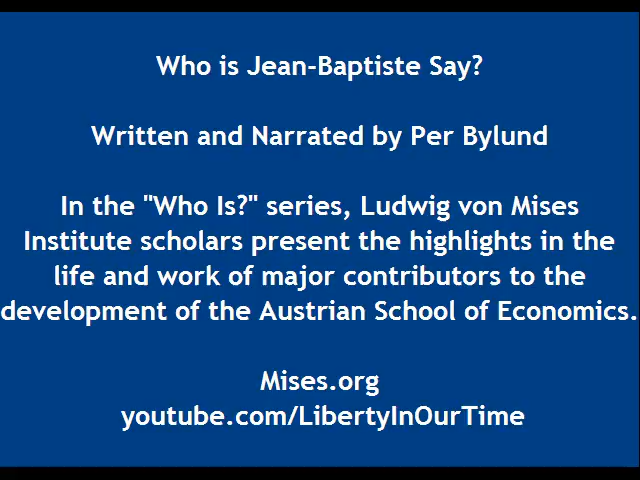 Who is Jean-Baptiste Say?
Written and Narrated by Per Bylund
In the "Who Is?" series, Ludwig von Mises
Institute scholars present the highlights in the
life and work of major contributors to the
development of the Austrian School of Economics.
Mises.org
youtube.com/LibertyInOurTime